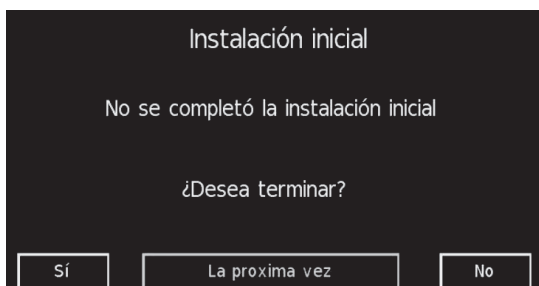 Instalación inicial
No se completó la instalación inicial
¿Desea terminar?
Sí La proxima vez No